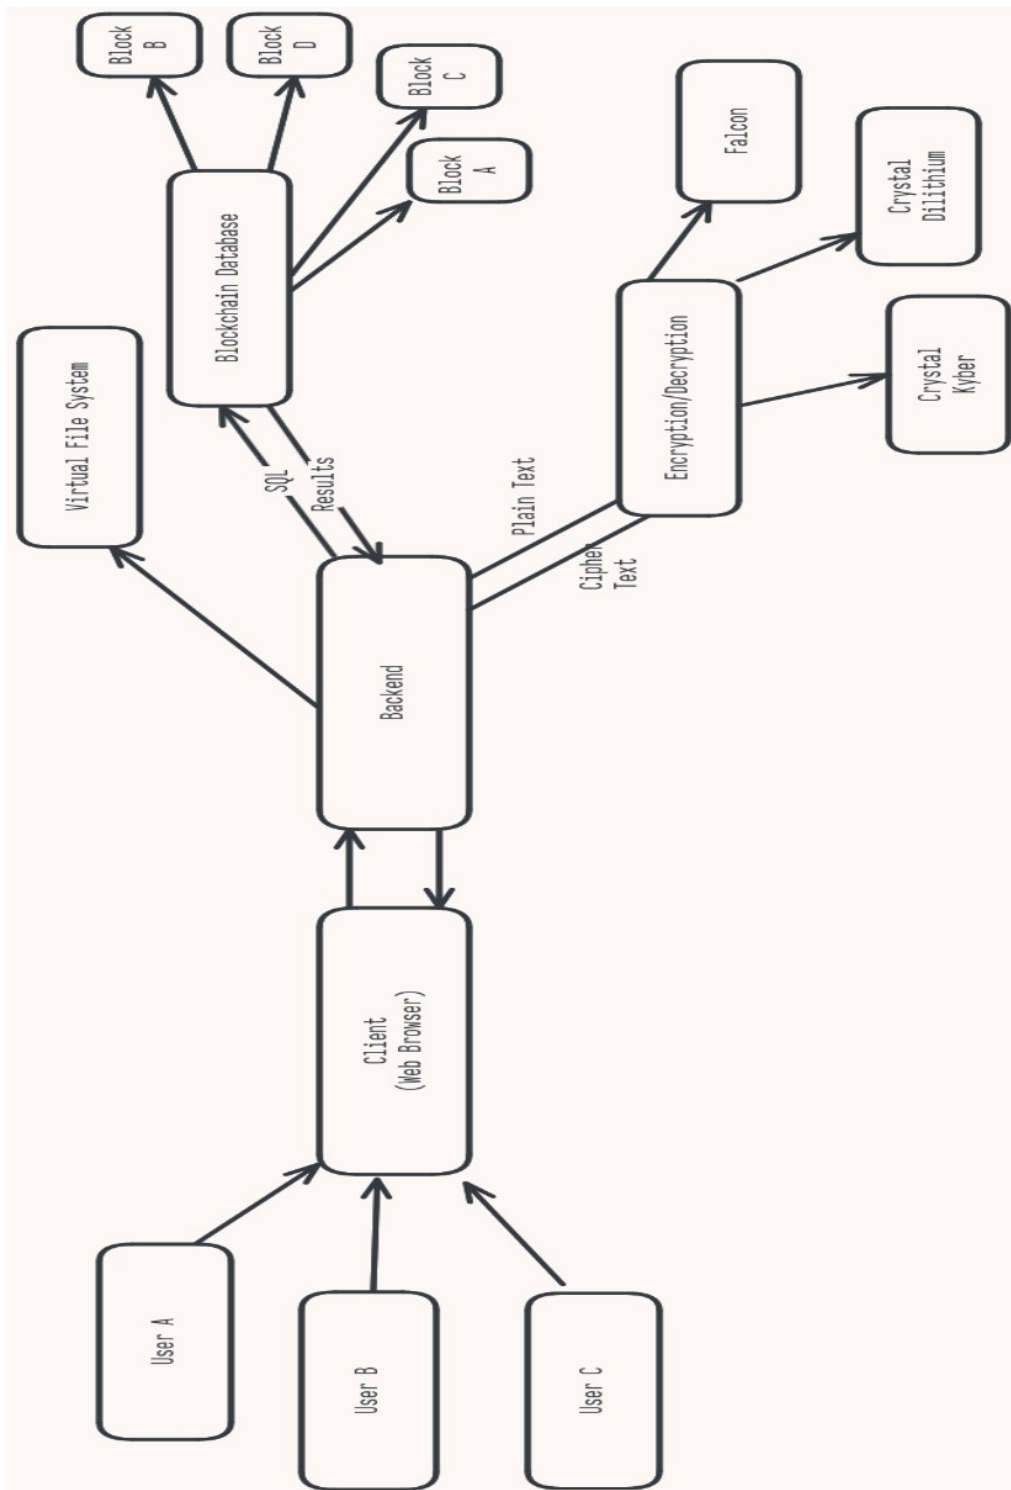 User A
User B
User C
Client
(Web Browser)
Backend
Virtual File System
SQL
Results
Blockchain Database
Block
B
Block
D
Block
C
Block
A
Plain Text
Cipher
Text
Encryption/Decryption
Falcon
Crystal
Dilithium
Crystal
Kyber